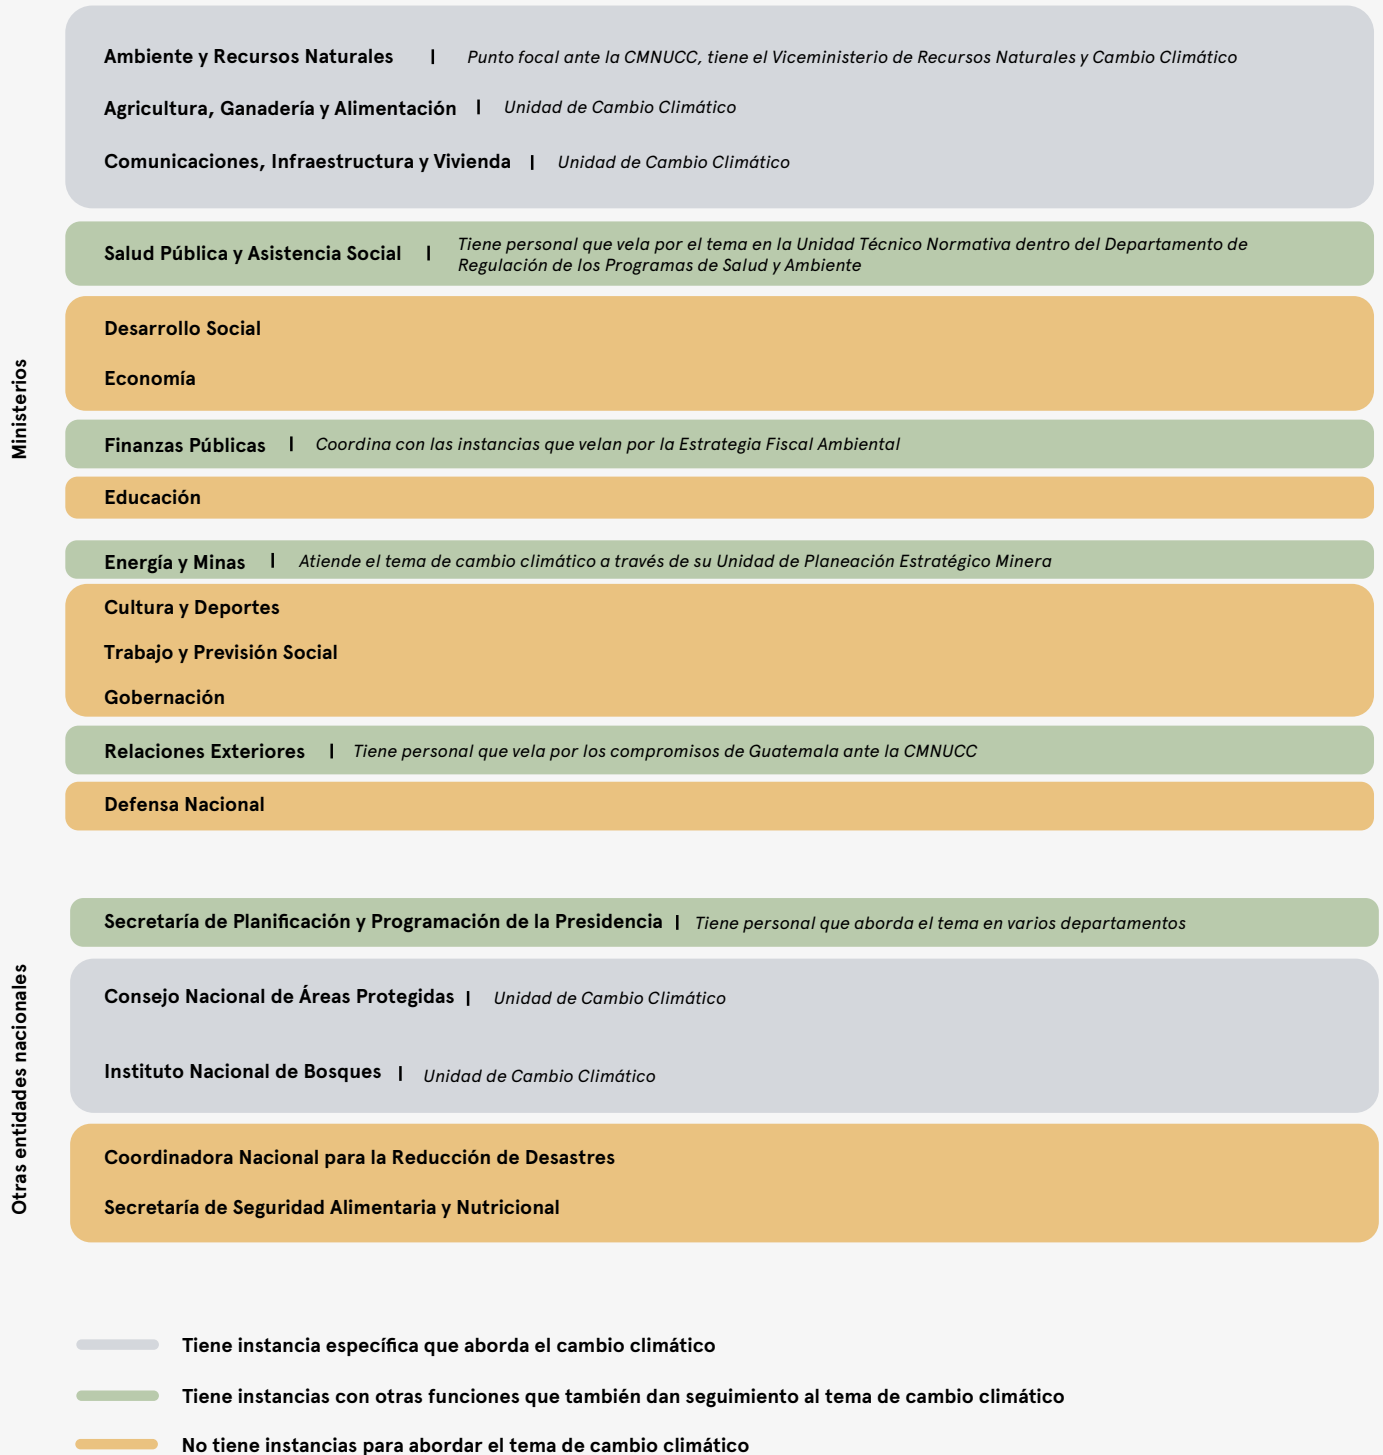 Ministerios
Ambiente y Recursos Naturales | Punto focal ante la CMNUCC, tiene el Viceministerio de Recursos Naturales y Cambio Climático
Agricultura, Ganadería y Alimentación | Unidad de Cambio Climático
Comunicaciones, Infraestructura y Vivienda | Unidad de Cambio Climático
Salud Pública y Asistencia Social | Tiene personal que vela por el tema en la Unidad Técnico Normativa dentro del Departamento de
Regulación de los Programas de Salud y Ambiente
Desarrollo Social
Economía
Finanzas Públicas | Coordina con las instancias que velan por la Estrategia Fiscal Ambiental
Educación
Energía y Minas | Atiende el tema de cambio climático a través de su Unidad de Planeación Estratégico Minera
Cultura y Deportes
Trabajo y Previsión Social
Gobernación
Relaciones Exteriores | Tiene personal que vela por los compromisos de Guatemala ante la CMNUCC
Defensa Nacional
Otras entidades nacionales
Secretaría de Planificación y Programación de la Presidencia | Tiene personal que aborda el tema en varios departamentos
Consejo Nacional de Áreas Protegidas | Unidad de Cambio Climático
Instituto Nacional de Bosques | Unidad de Cambio Climático
Coordinadora Nacional para la Reducción de Desastres
Secretaría de Seguridad Alimentaria y Nutricional
Tiene instancia específica que aborda el cambio climático
Tiene instancias con otras funciones que también dan seguimiento al tema de cambio climático
No tiene instancias para abordar el tema de cambio climático